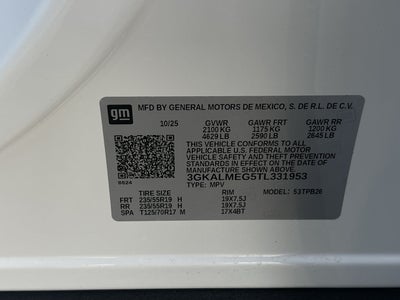 gm
MFD BY GENERAL MOTORS DE MEXICO, S. DE R.L. DE C.V.
10/25 GVWR GAWR FRT GAWR RR
2100 KG 1175 KG 1200 KG
4629 LB 2590 LB 2645 LB
THIS VEHICLE CONFORMS TO ALL
APPLICABLE U.S. FEDERAL MOTOR
VEHICLE SAFETY AND THEFT PREVENTION
STANDARDS IN EFFECT ON THE DATE OF
MANUFACTURE SHOWN ABOVE.
3GKALMEG5TL331953
8624 TYPE: MPV 53TPB26
TIRE SIZE RIM
FRT 235/55R19 H 19X7.5J
RR 235/55R19 H 19X7.5J
SPA T125/70R17 M 17X4BT